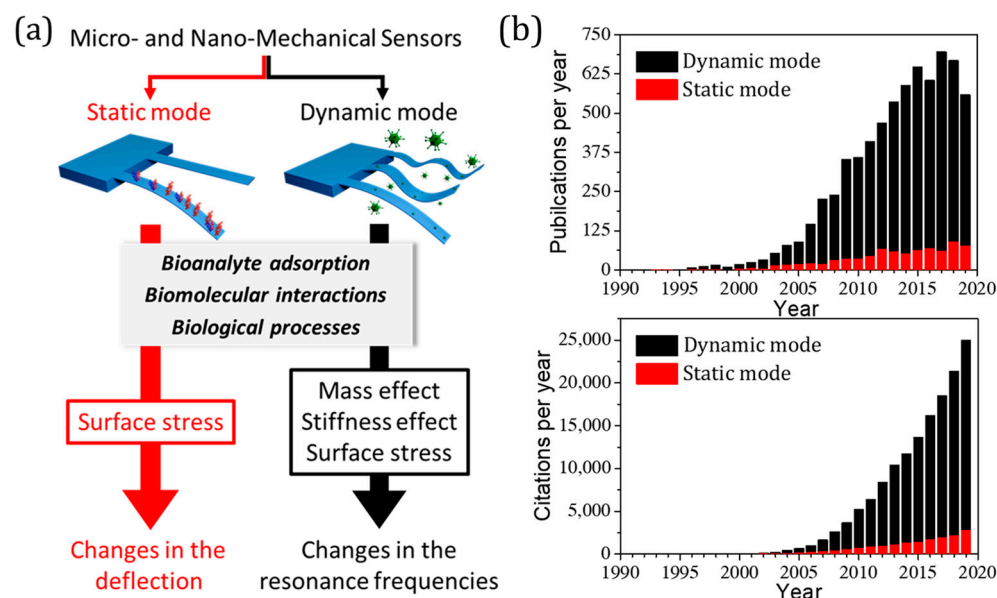 (a)
Micro- and Nano-Mechanical Sensors
Static mode
Dynamic mode
Bioanalyte adsorption
Biomolecular interactions
Biological processes
Surface stress
Mass effect
Stiffness effect
Surface stress
Changes in the
deflection
Changes in the
resonance frequencies
(b)
Pubilcations per year
750
625
500
375
250
125
0
Dynamic mode
Static mode
1990 1995 2000 2005 2010 2015 2020
Year
Citations per year
25,000
20,000
15,000
10,000
5,000
0
Dynamic mode
Static mode
1990 1995 2000 2005 2010 2015 2020
Year